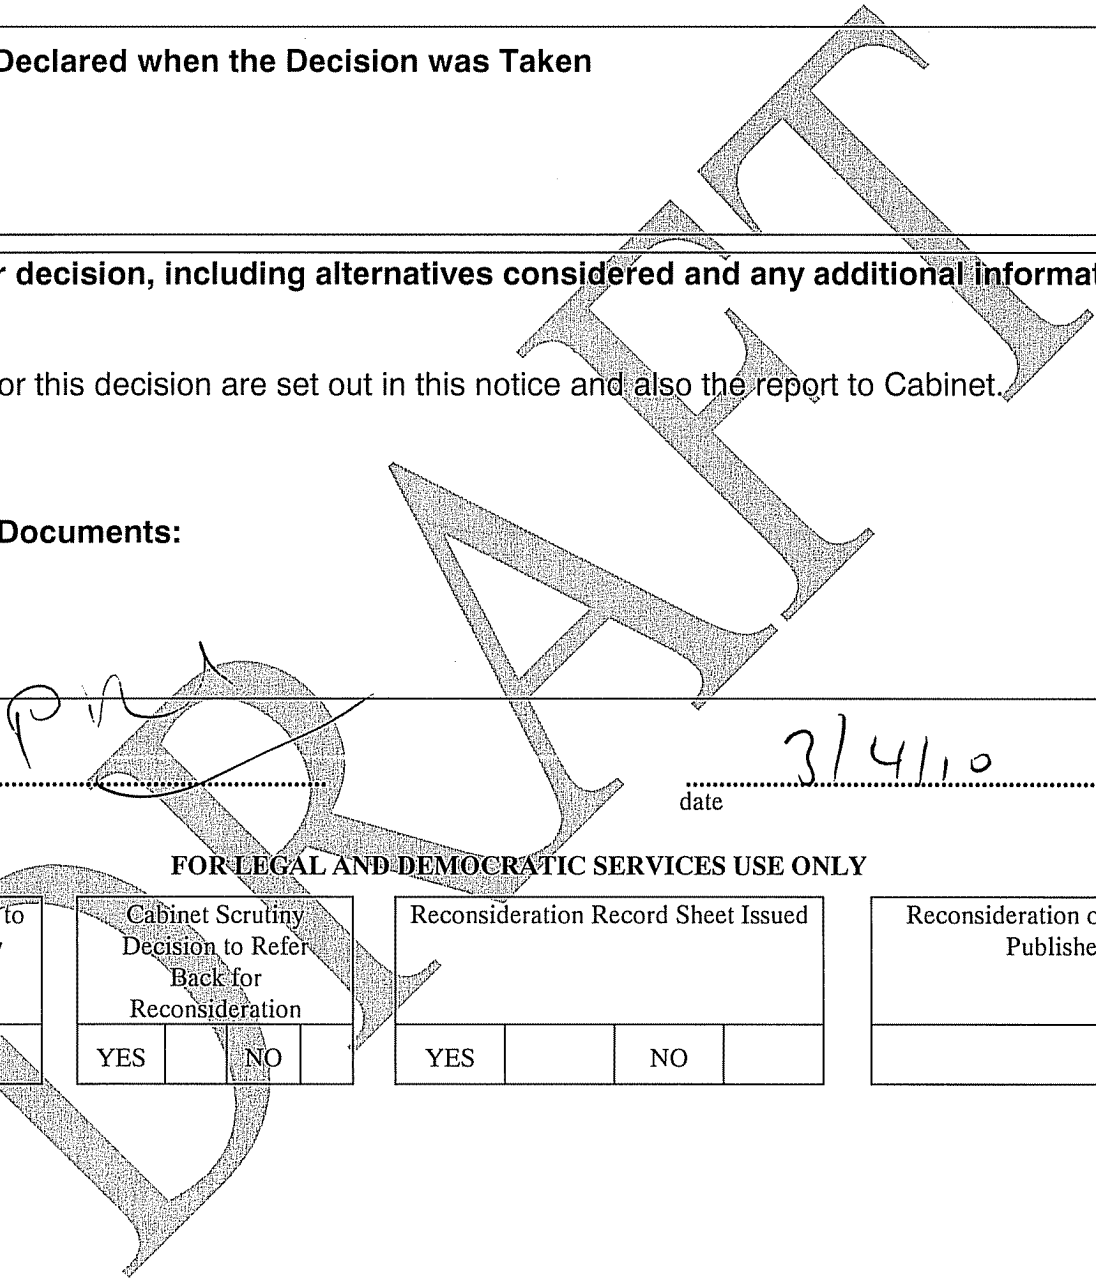 Declared when the Decision was Taken
r decision, including alternatives considered and any additional informat
or this decision are set out in this notice and also the report to Cabinet.
Documents:
3/4/10
date
FOR LEGAL AND DEMOCRATIC SERVICES USE ONLY
to
Cabinet Scrutiny
Decision to Refer
Back for
Reconsideration
YES NO
Reconsideration Record Sheet Issued
YES NO
Reconsideration o
Publishe
DRAFT